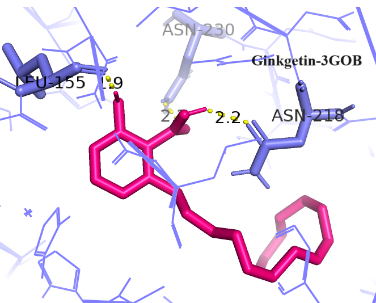 ASN-230
Ginkgetin-3GOB
LEU-155 1.9
2.2 ASN-218